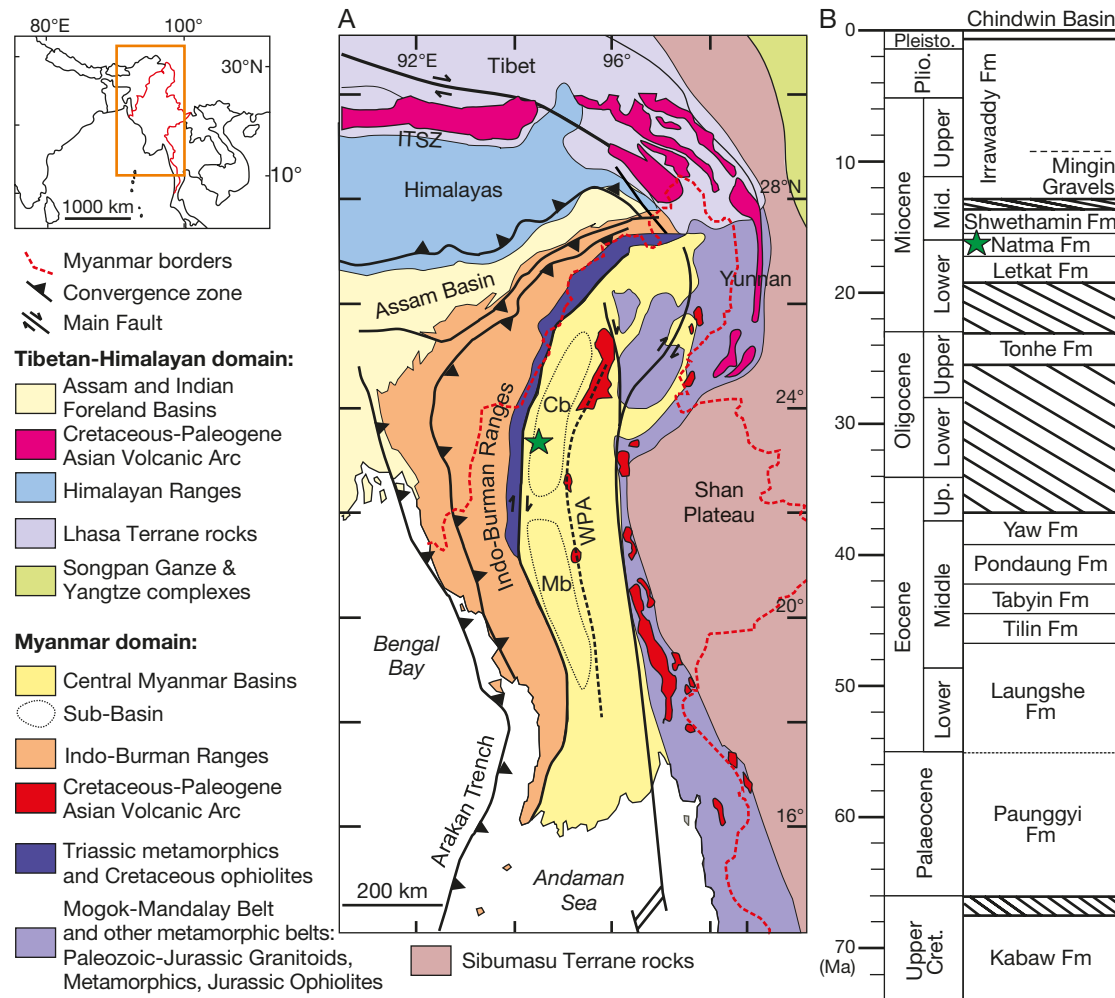 80°E
100°
30°N
10°
1000 km
Myanmar borders
Convergence zone
Main Fault
Tibetan-Himalayan domain:
Assam and Indian
Foreland Basins
Cretaceous-Paleogene
Asian Volcanic Arc
Himalayan Ranges
Lhasa Terrane rocks
Songpan Ganze &
Yangtze complexes
Myanmar domain:
Central Myanmar Basins
Sub-Basin
Indo-Burman Ranges
Cretaceous-Paleogene
Asian Volcanic Arc
Triassic metamorphics
and Cretaceous ophiolites
Mogok-Mandalay Belt
and other metamorphic belts:
Paleozoic-Jurassic Granitoids,
Metamorphics, Jurassic Ophiolites
Sibumasu Terrane rocks
A
92°E
96°
Tibet
ITSZ
Himalayas
28°N
Assam Basin
Yunnan
Indo-Burman Ranges
Cb
24°
WPA
Shan
Plateau
Mb
20°
Bengal
Bay
Arakan Trench
16°
200 km
Andaman
Sea
B
Chindwin Basin
0
10
20
30
40
50
60
70
(Ma)
Pleisto.
Plio.
Miocene
Upper
Mid.
Lower
Oligocene
Upper
Lower
Eocene
Up.
Middle
Lower
Palaeocene
Upper
Cret.
Irrawaddy Fm
Mingin
Gravels
Shwethamin Fm
Natma Fm
Letkat Fm
Tonhe Fm
Yaw Fm
Pondaung Fm
Tabyin Fm
Tilin Fm
Laungshe
Fm
Paunggyi
Fm
Kabaw Fm